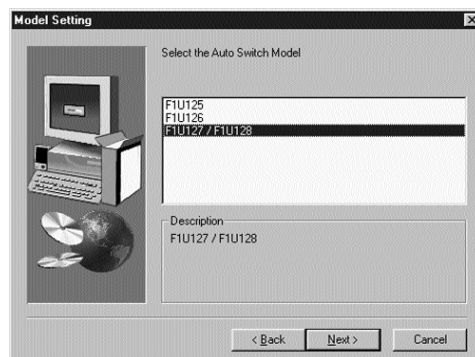 Model Setting
Select the Auto Switch Model
F1U125
F1U126
F1U127 / F1U128
Description
F1U127 / F1U128
< Back
Next >
Cancel